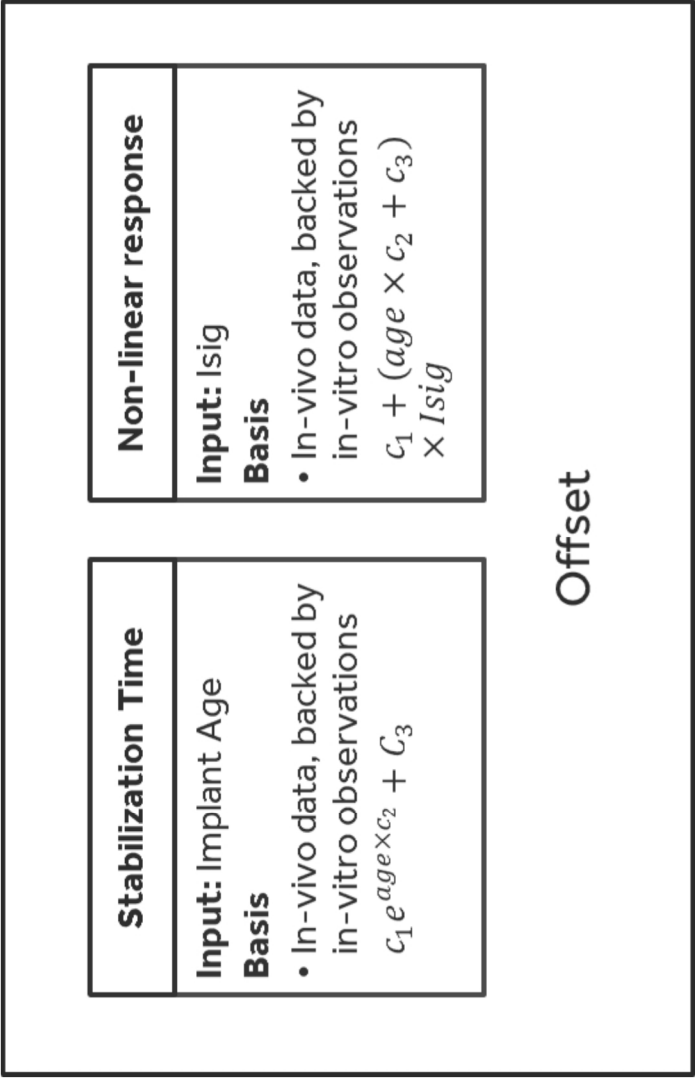 Stabilization Time
Input: Implant Age
Basis
• In-vivo data, backed by
in-vitro observations
c₁e^{age×c₂} + C₃
Non-linear response
Input: Isig
Basis
• In-vivo data, backed by
in-vitro observations
c₁ + (age × c₂ + c₃)
× Isig
Offset